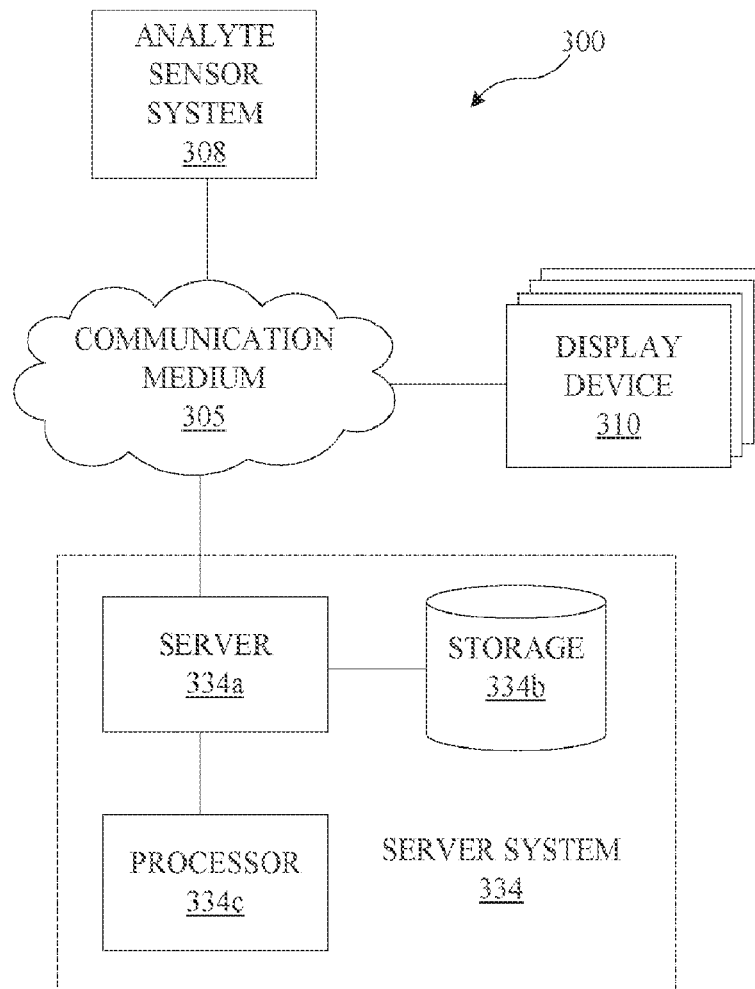 ANALYTE
SENSOR
SYSTEM
308
300
COMMUNICATION
MEDIUM
305
DISPLAY
DEVICE
310
SERVER
334a
STORAGE
334b
PROCESSOR
334c
SERVER SYSTEM
334